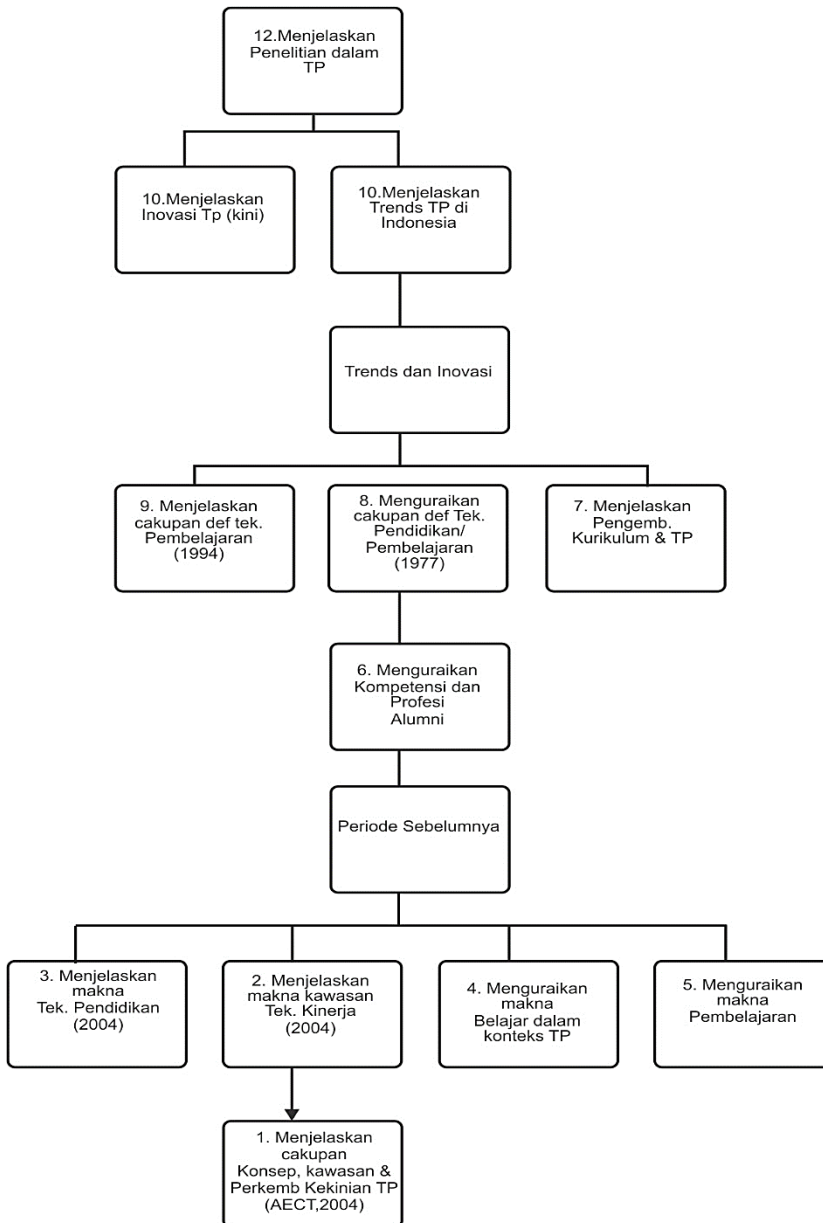 12.Menjelaskan
Penelitian dalam
TP
10.Menjelaskan
Inovasi Tp (kini)
10.Menjelaskan
Trends TP di
Indonesia
Trends dan Inovasi
9. Menjelaskan
cakupan def tek.
Pembelajaran
(1994)
8. Menguraikan
cakupan def Tek.
Pendidikan/
Pembelajaran
(1977)
7. Menjelaskan
Pengemb.
Kurikulum & TP
6. Menguraikan
Kompetensi dan
Profesi
Alumni
Periode Sebelumnya
3. Menjelaskan
makna
Tek. Pendidikan
(2004)
2. Menjelaskan
makna kawasan
Tek. Kinerja
(2004)
4. Menguraikan
makna
Belajar dalam
konteks TP
5. Menguraikan
makna
Pembelajaran
1. Menjelaskan
cakupan
Konsep, kawasan &
Perkemb Kekinian TP
(AECT,2004)